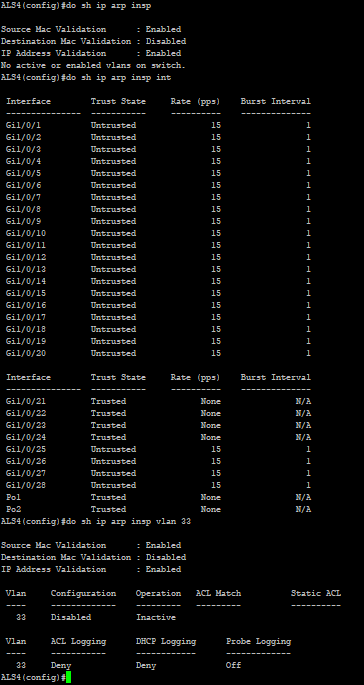 ALS4(config)#do sh ip arp insp
Source Mac Validation : Enabled
Destination Mac Validation : Disabled
IP Address Validation : Enabled
No active or enabled vlans on switch.
ALS4(config)#do sh ip arp insp int
Interface Trust State Rate (pps) Burst Interval
--------------- ----------- ---------- --------------
Gi1/0/1 Untrusted 15 1
Gi1/0/2 Untrusted 15 1
Gi1/0/3 Untrusted 15 1
Gi1/0/4 Untrusted 15 1
Gi1/0/5 Untrusted 15 1
Gi1/0/6 Untrusted 15 1
Gi1/0/7 Untrusted 15 1
Gi1/0/8 Untrusted 15 1
Gi1/0/9 Untrusted 15 1
Gi1/0/10 Untrusted 15 1
Gi1/0/11 Untrusted 15 1
Gi1/0/12 Untrusted 15 1
Gi1/0/13 Untrusted 15 1
Gi1/0/14 Untrusted 15 1
Gi1/0/15 Untrusted 15 1
Gi1/0/16 Untrusted 15 1
Gi1/0/17 Untrusted 15 1
Gi1/0/18 Untrusted 15 1
Gi1/0/19 Untrusted 15 1
Gi1/0/20 Untrusted 15 1
Interface Trust State Rate (pps) Burst Interval
--------------- ----------- ---------- --------------
Gi1/0/21 Trusted None N/A
Gi1/0/22 Trusted None N/A
Gi1/0/23 Trusted None N/A
Gi1/0/24 Trusted None N/A
Gi1/0/25 Untrusted 15 1
Gi1/0/26 Untrusted 15 1
Gi1/0/27 Untrusted 15 1
Gi1/0/28 Untrusted 15 1
Po1 Trusted None N/A
Po2 Trusted None N/A
ALS4(config)#do sh ip arp insp vlan 33
Source Mac Validation : Enabled
Destination Mac Validation : Disabled
IP Address Validation : Enabled
Vlan Configuration Operation ACL Match Static ACL
---- ------------- --------- --------- ----------
33 Disabled Inactive
Vlan ACL Logging DHCP Logging Probe Logging
---- ----------- ------------ -------------
33 Deny Deny Off
ALS4(config)#